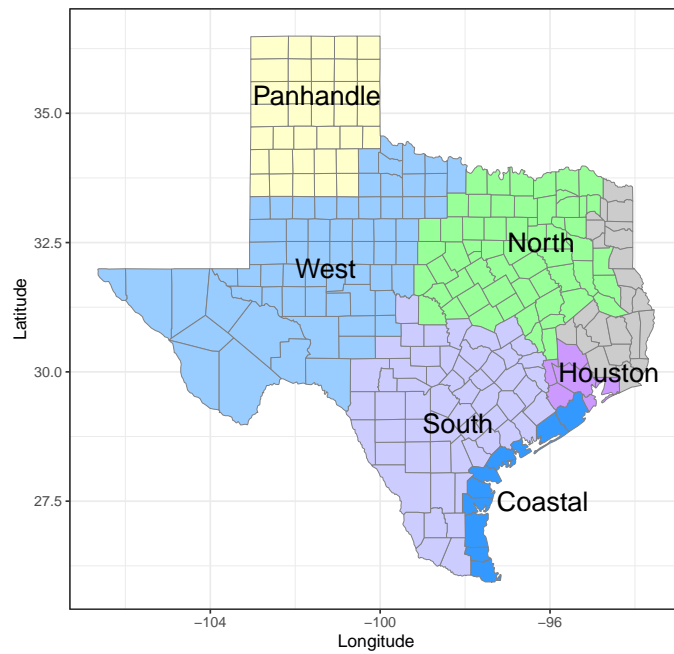 35.0
32.5
30.0
27.5
Latitude
Panhandle
North
West
Houston
South
Coastal
−104
−100
−96
Longitude